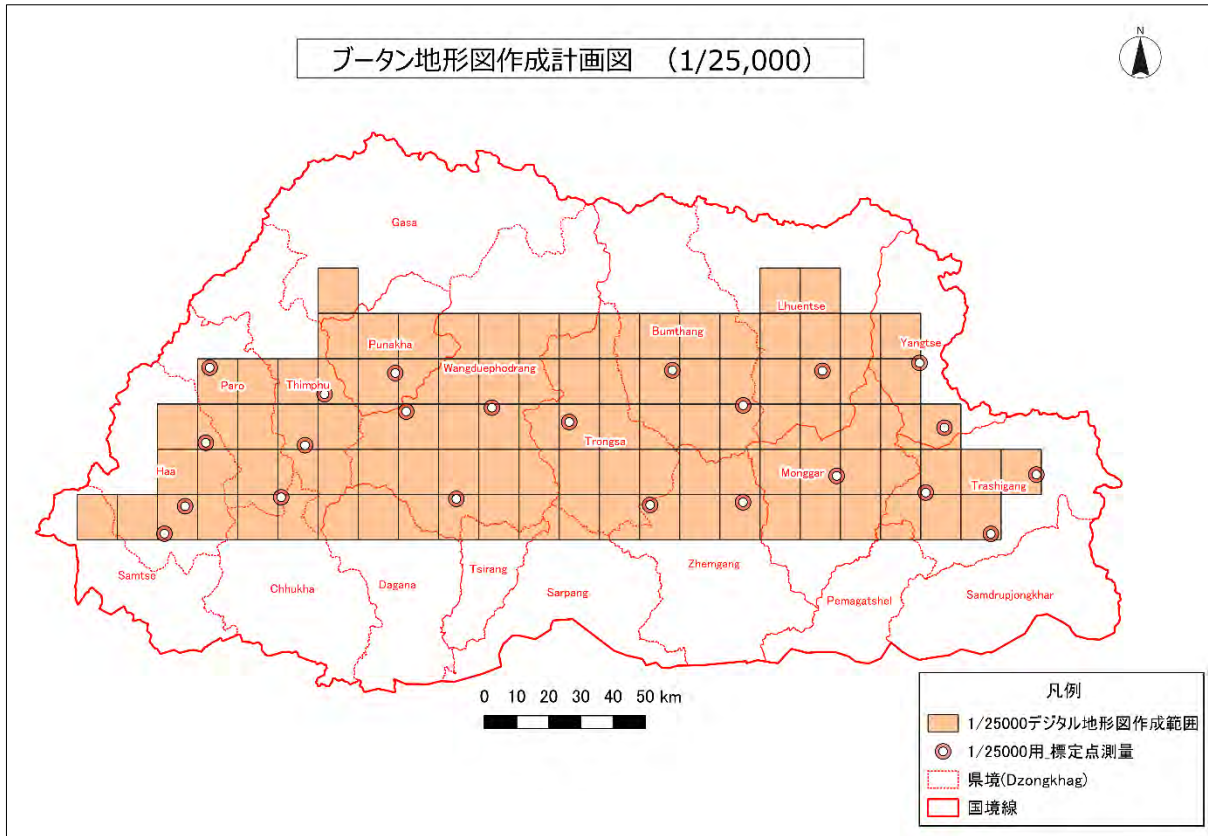 ブータン地形図作成計画図 (1/25,000)
N
Gasa
Lhuentse
Bumthang
Punakha
Yangtse
Wangduephodrang
Paro
Thimphu
Trongsa
Haa
Monggar
Trashigang
Samtse
Chhukha
Dagana
Tsirang
Sarpang
Zhemgang
Pemagatshel
Samdrupjongkhar
0 10 20 30 40 50 km
凡例
1/25000デジタル地形図作成範囲
1/25000用_標定点測量
県境(Dzongkhag)
国境線